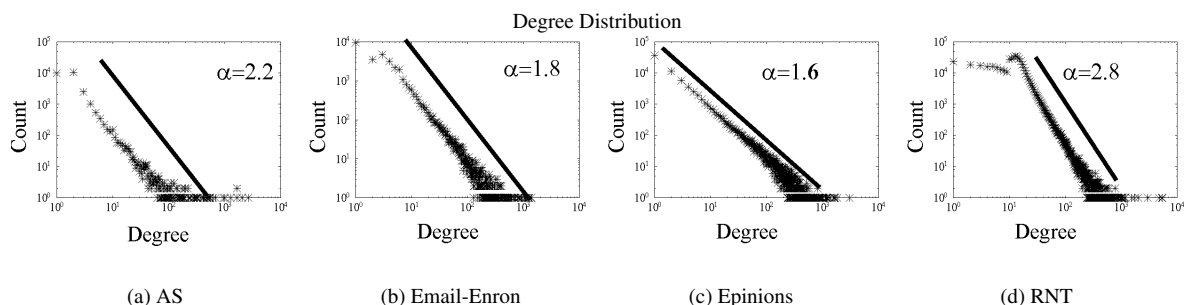 Degree Distribution
10^5 10^4 10^3 10^2 10^1 10^0
Count
α=2.2
10^0 10^1 10^2 10^3 10^4
Degree
(a) AS
10^4 10^3 10^2 10^1 10^0
Count
α=1.8
10^0 10^1 10^2 10^3 10^4
Degree
(b) Email-Enron
10^5 10^4 10^3 10^2 10^1 10^0
Count
α=1.6
10^0 10^1 10^2 10^3 10^4
Degree
(c) Epinions
10^5 10^4 10^3 10^2 10^1 10^0
Count
α=2.8
10^0 10^1 10^2 10^3 10^4
Degree
(d) RNT